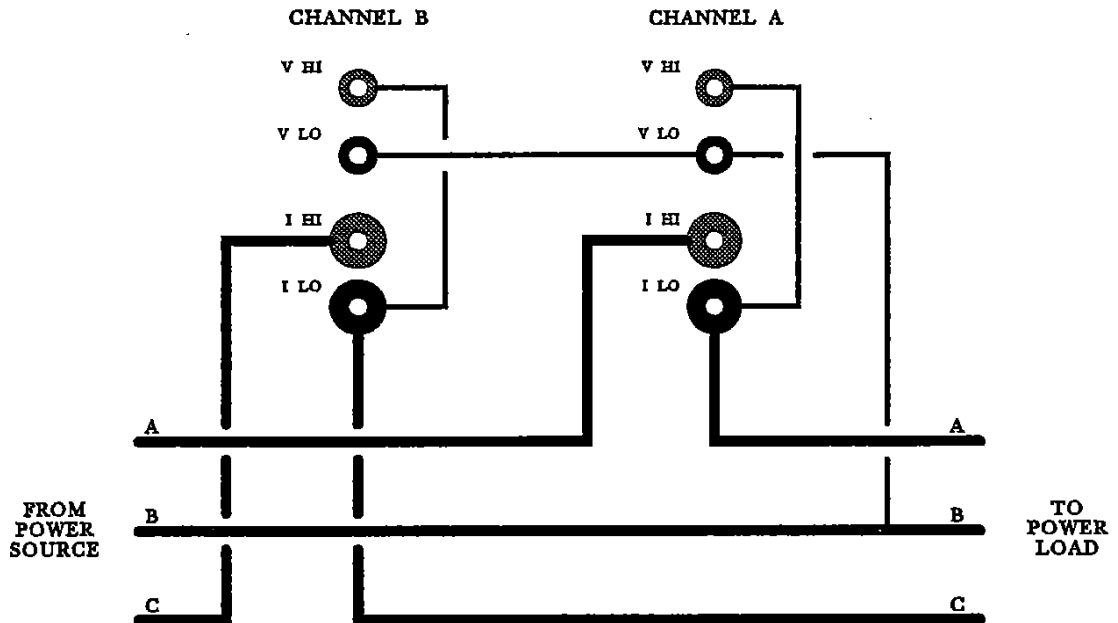 CHANNEL B
CHANNEL A
V HI
V HI
V LO
V LO
I HI
I HI
I LO
I LO
A
A
FROM
POWER
SOURCE
B
B
TO
POWER
LOAD
C
C